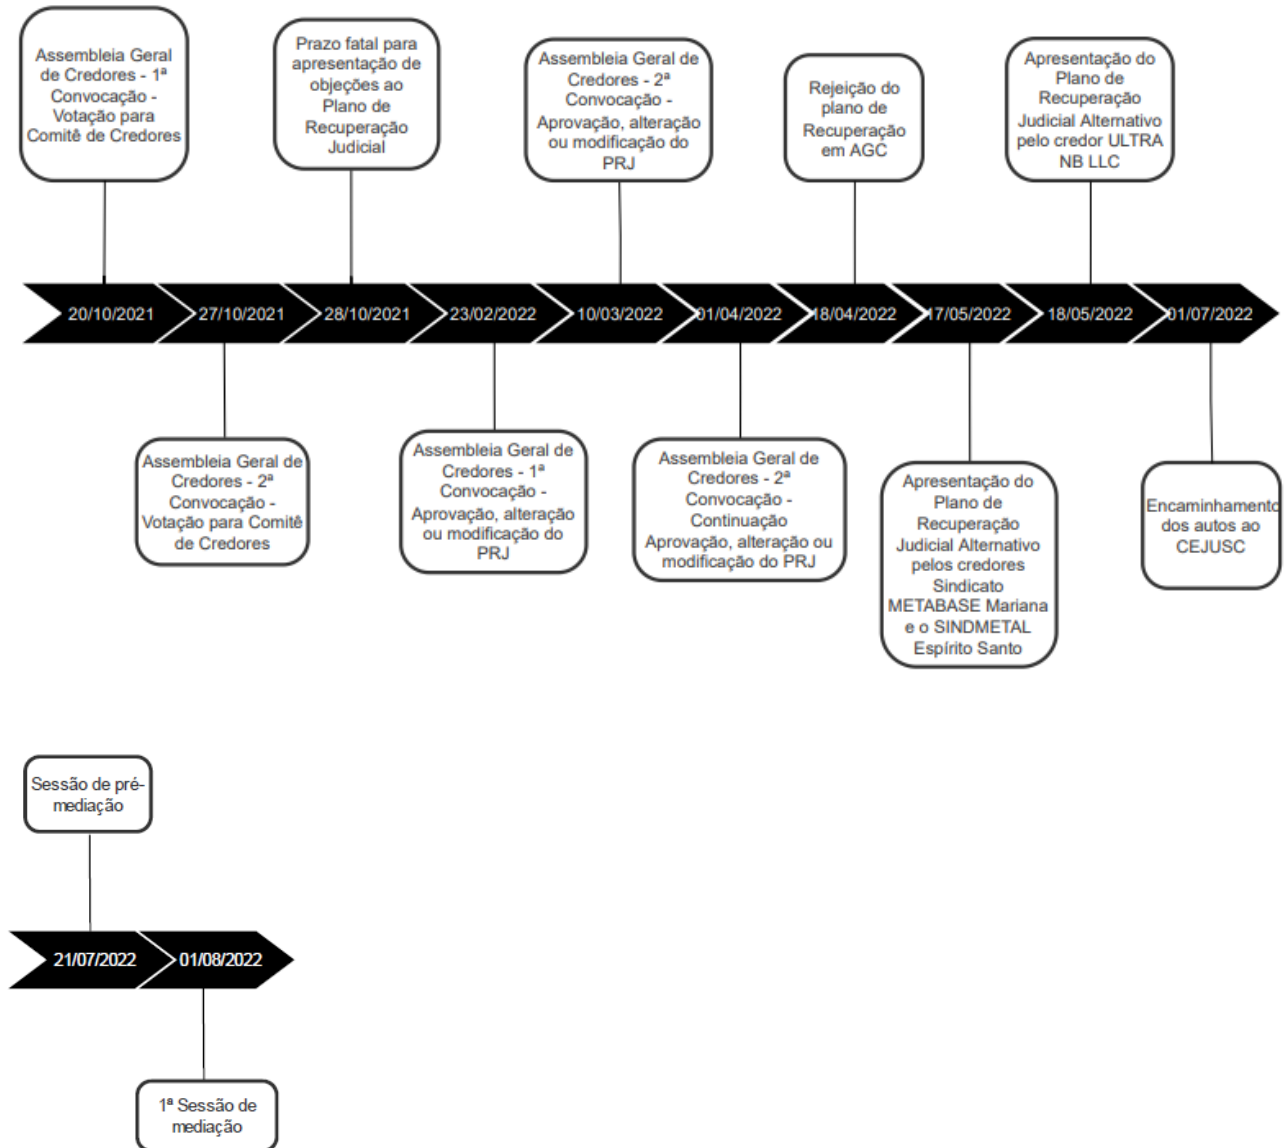 Assembleia Geral
de Credores - 1ª
Convocação -
Votação para
Comitê de Credores
Prazo fatal para
apresentação de
objeções ao
Plano de
Recuperação
Judicial
Assembleia Geral de
Credores - 2ª
Convocação -
Aprovação, alteração
ou modificação do
PRJ
Rejeição do
plano de
Recuperação
em AGC
Apresentação do
Plano de
Recuperação
Judicial Alternativo
pelo credor ULTRA
NB LLC
20/10/2021
27/10/2021
28/10/2021
23/02/2022
10/03/2022
01/04/2022
18/04/2022
17/05/2022
18/05/2022
01/07/2022
Assembleia Geral de
Credores - 2ª
Convocação -
Votação para Comitê
de Credores
Assembleia Geral de
Credores - 1ª
Convocação -
Aprovação, alteração
ou modificação do
PRJ
Assembleia Geral de
Credores - 2ª
Convocação -
Continuação
Aprovação, alteração ou
modificação do PRJ
Apresentação do
Plano de
Recuperação
Judicial Alternativo
pelos credores
Sindicato
METABASE Mariana
e o SINDMETAL
Espírito Santo
Encaminhamento
dos autos ao
CEJUSC
Sessão de pré-
mediação
21/07/2022
01/08/2022
1ª Sessão de
mediação